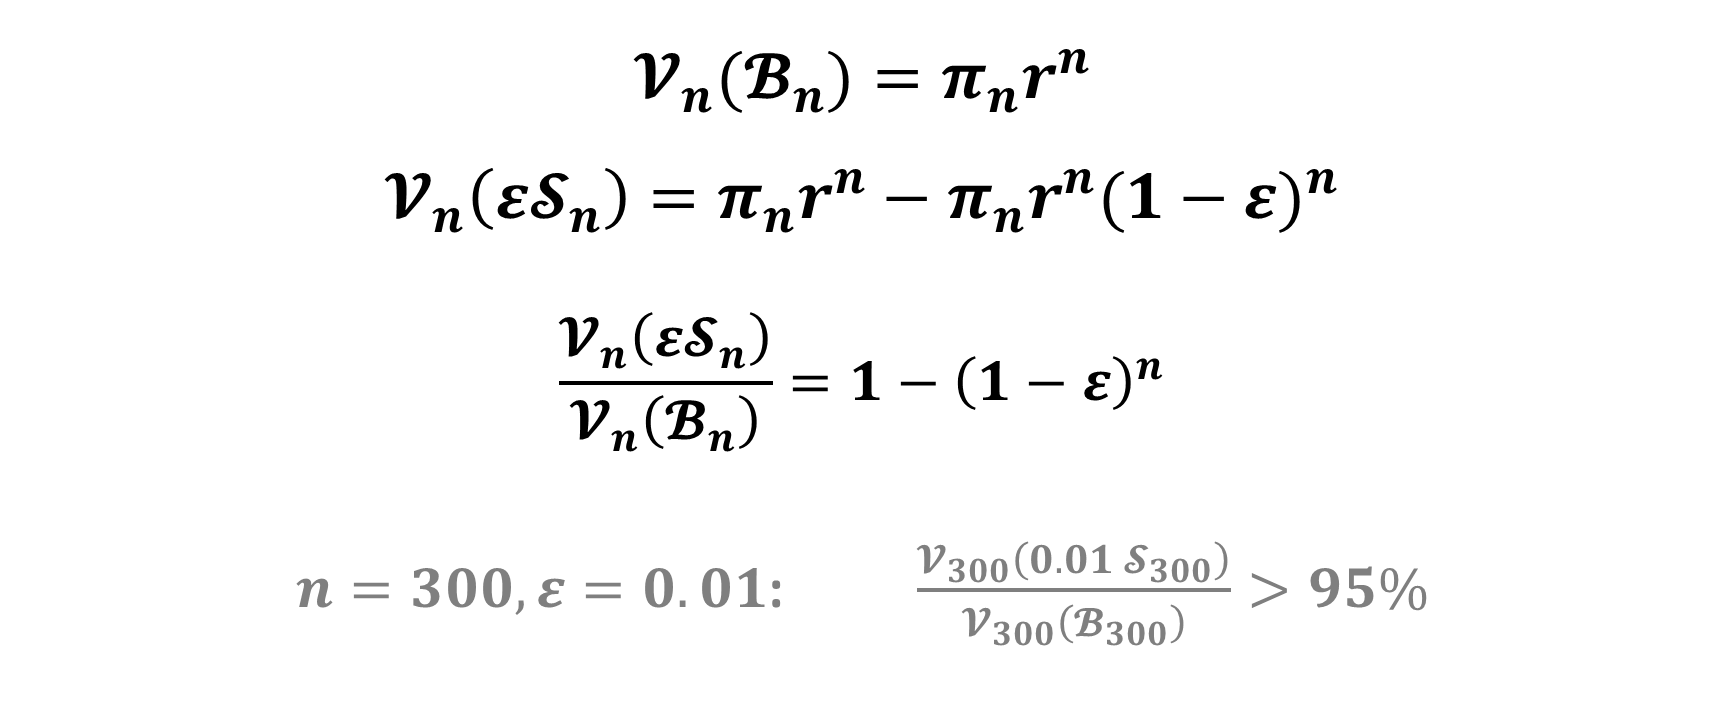 𝒱ₙ(ℬₙ) = πₙrⁿ
𝒱ₙ(ε𝒮ₙ) = πₙrⁿ − πₙrⁿ(1 − ε)ⁿ
𝒱ₙ(ε𝒮ₙ)/𝒱ₙ(ℬₙ) = 1 − (1 − ε)ⁿ
n = 300, ε = 0.01: 𝒱₃₀₀(0.01 𝒮₃₀₀)/𝒱₃₀₀(ℬ₃₀₀) > 95%